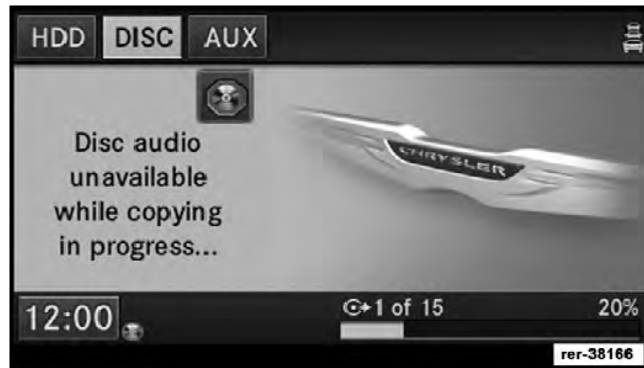 HDD DISC AUX
Disc audio
unavailable
while copying
in progress...
CHRYSLER
12:00
1 of 15 20%
rer-38166